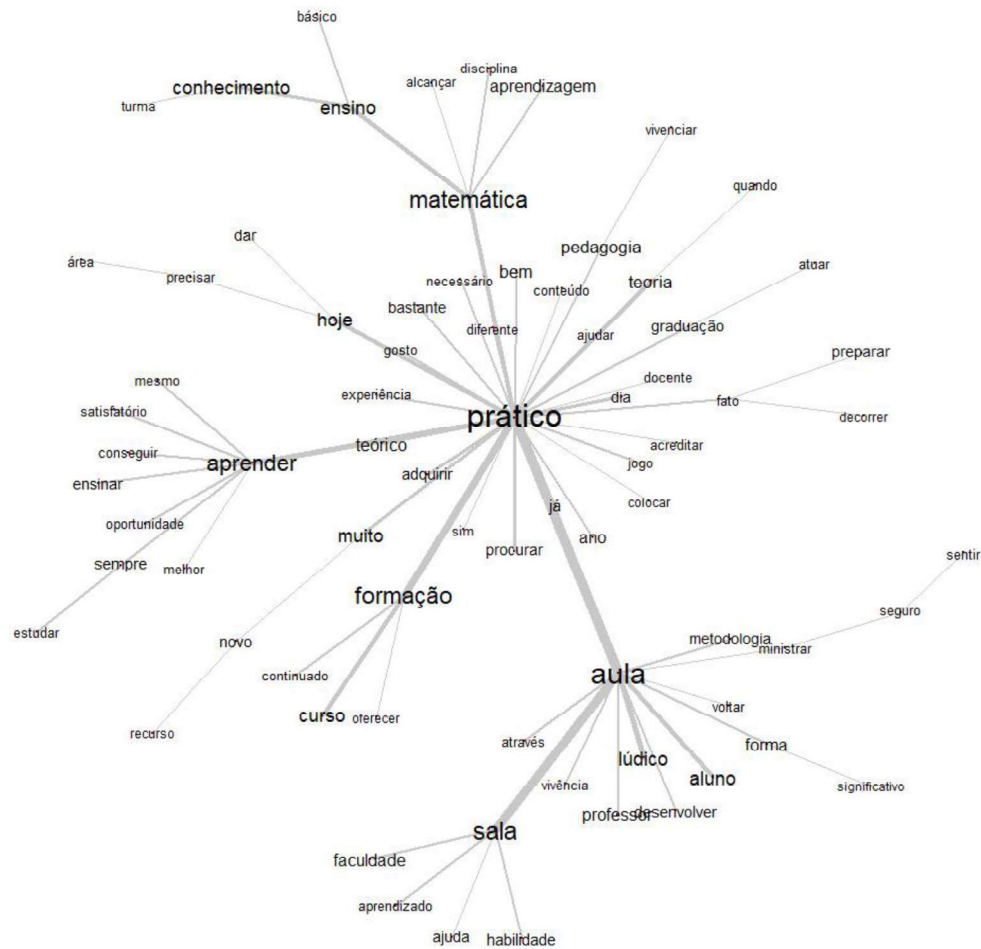 básico
disciplina
alcançar
aprendizagem
conhecimento
turma
ensino
vivenciar
quando
matemática
dar
pedagogia
área
precisar
bem
necessário
conteúdo
teoria
atuar
bastante
hoje
diferente
ajudar
graduação
gosto
preparar
mesmo
docente
experiência
dia
fato
satisfatório
prático
decorrer
teórico
acreditar
conseguir
aprender
jogo
adquirir
ensinar
colocar
já
oportunidade
sim
muito
ano
procurar
sempre
melhor
sentir
formação
seguro
estudar
novo
metodologia
ministrar
continuado
aula
voltar
curso
oferecer
recurso
através
forma
lúdico
aluno
vivência
significativo
professor
desenvolver
sala
faculdade
aprendizado
ajuda
habilidade